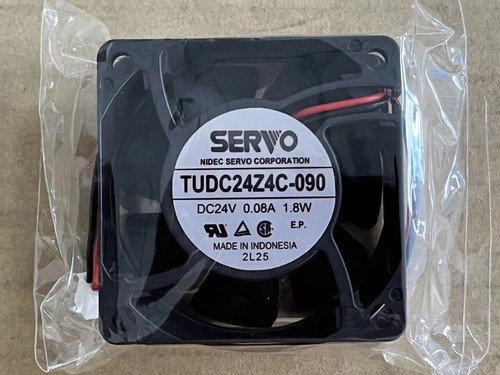 SERVO
NIDEC SERVO CORPORATION
TUDC24Z4C-090
DC24V 0.08A 1.8W
E.P.
MADE IN INDONESIA
2L25